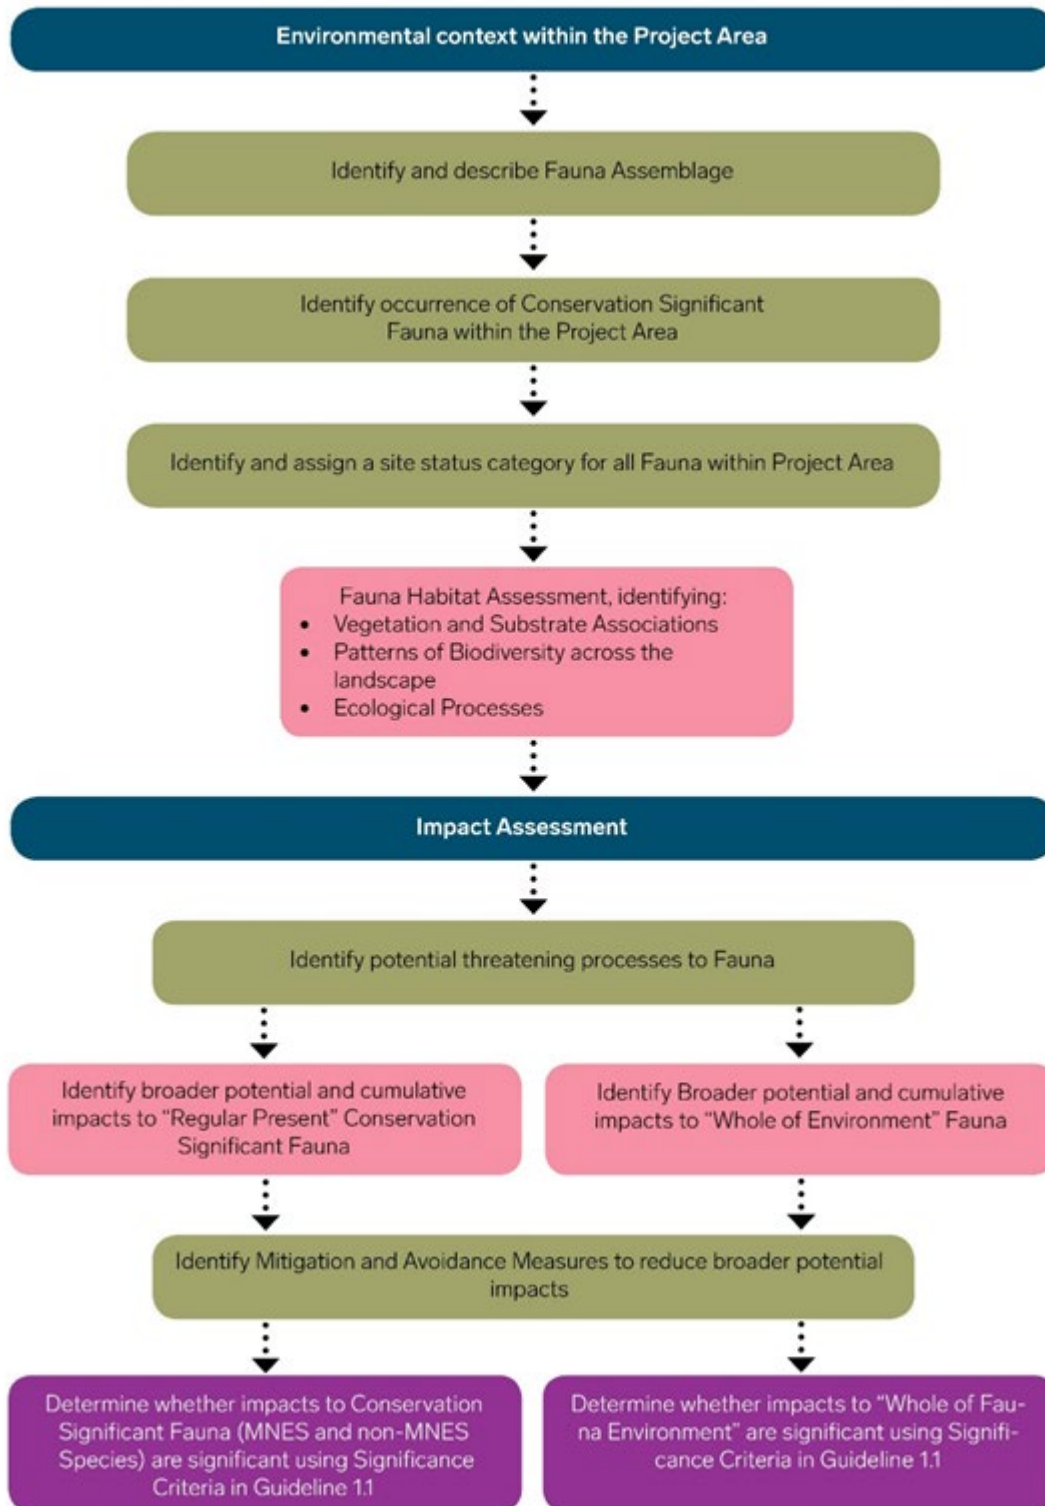 Environmental context within the Project Area
Identify and describe Fauna Assemblage
Identify occurrence of Conservation Significant
Fauna within the Project Area
Identify and assign a site status category for all Fauna within Project Area
Fauna Habitat Assessment, identifying:
• Vegetation and Substrate Associations
• Patterns of Biodiversity across the
landscape
• Ecological Processes
Impact Assessment
Identify potential threatening processes to Fauna
Identify broader potential and cumulative
impacts to “Regular Present” Conservation
Significant Fauna
Identify Broader potential and cumulative
impacts to “Whole of Environment” Fauna
Identify Mitigation and Avoidance Measures to reduce broader potential
impacts
Determine whether impacts to Conservation
Significant Fauna (MNES and non-MNES
Species) are significant using Significance
Criteria in Guideline 1.1
Determine whether impacts to “Whole of Fau-
na Environment” are significant using Signifi-
cance Criteria in Guideline 1.1